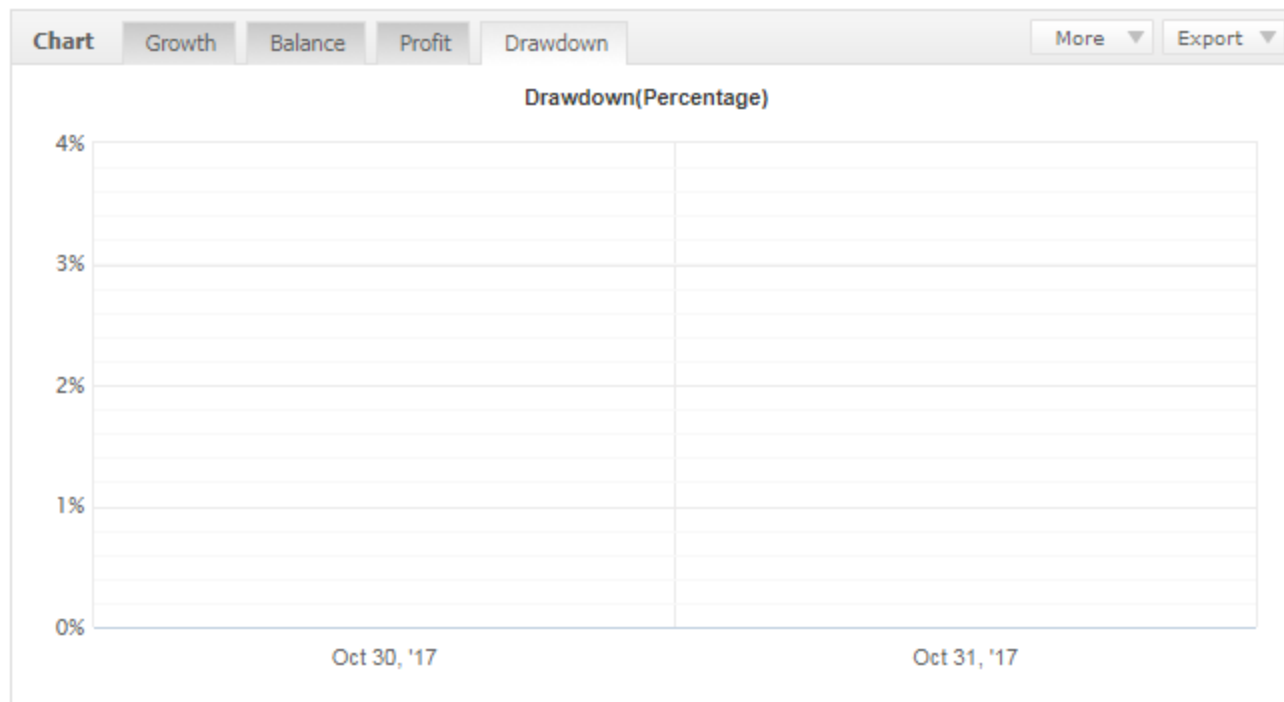 Chart Growth Balance Profit Drawdown More Export
Drawdown(Percentage)
4%
3%
2%
1%
0%
Oct 30, '17 Oct 31, '17